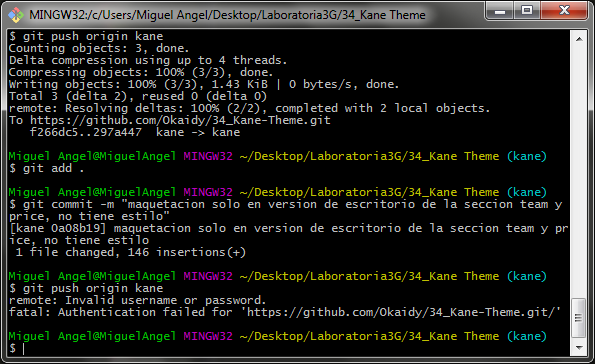 MINGW32:/c/Users/Miguel Angel/Desktop/Laboratoria3G/34_Kane Theme
$ git push origin kane
Counting objects: 3, done.
Delta compression using up to 4 threads.
Compressing objects: 100% (3/3), done.
Writing objects: 100% (3/3), 1.43 KiB | 0 bytes/s, done.
Total 3 (delta 2), reused 0 (delta 0)
remote: Resolving deltas: 100% (2/2), completed with 2 local objects.
To https://github.com/Okaidy/34_Kane-Theme.git
   f266dc5..297a447  kane -> kane
Miguel Angel@MiguelAngel MINGW32 ~/Desktop/Laboratoria3G/34_Kane Theme (kane)
$ git add .
Miguel Angel@MiguelAngel MINGW32 ~/Desktop/Laboratoria3G/34_Kane Theme (kane)
$ git commit -m "maquetacion solo en version de escritorio de la seccion team y
price, no tiene estilo"
[kane 0a08b19] maquetacion solo en version de escritorio de la seccion team y pr
ice, no tiene estilo
 1 file changed, 146 insertions(+)
Miguel Angel@MiguelAngel MINGW32 ~/Desktop/Laboratoria3G/34_Kane Theme (kane)
$ git push origin kane
remote: Invalid username or password.
fatal: Authentication failed for 'https://github.com/Okaidy/34_Kane-Theme.git/'
Miguel Angel@MiguelAngel MINGW32 ~/Desktop/Laboratoria3G/34_Kane Theme (kane)
$